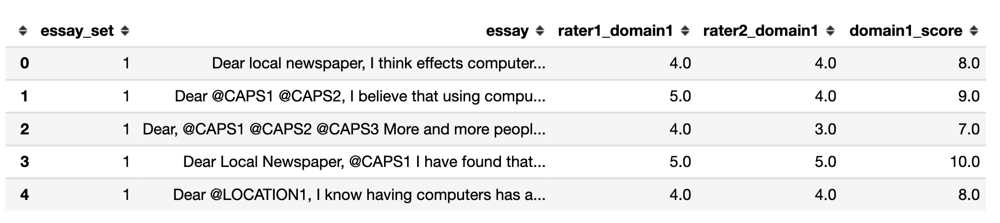 essay_set essay rater1_domain1 rater2_domain1 domain1_score
0 1 Dear local newspaper, I think effects computer... 4.0 4.0 8.0
1 1 Dear @CAPS1 @CAPS2, I believe that using compu... 5.0 4.0 9.0
2 1 Dear, @CAPS1 @CAPS2 @CAPS3 More and more peopl... 4.0 3.0 7.0
3 1 Dear Local Newspaper, @CAPS1 I have found that... 5.0 5.0 10.0
4 1 Dear @LOCATION1, I know having computers has a... 4.0 4.0 8.0